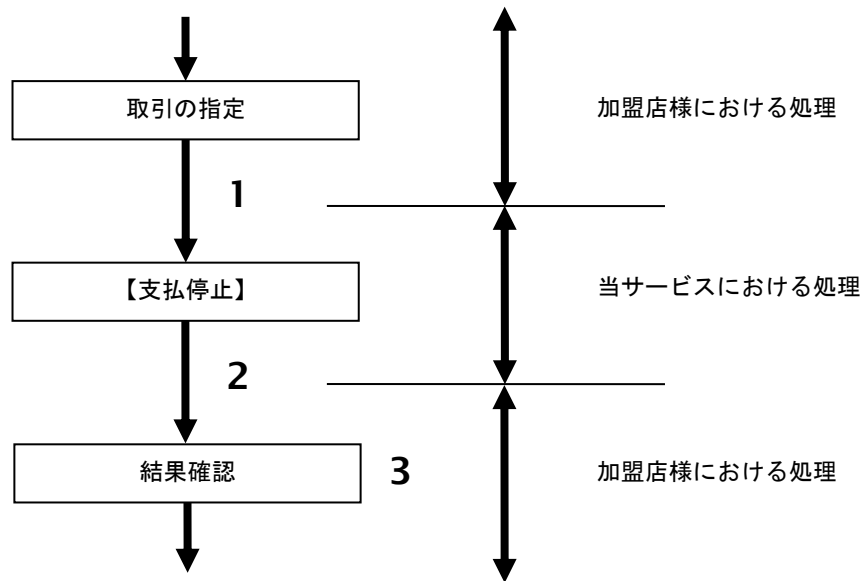 取引の指定
加盟店様における処理
1
【支払停止】
当サービスにおける処理
2
結果確認
3
加盟店様における処理